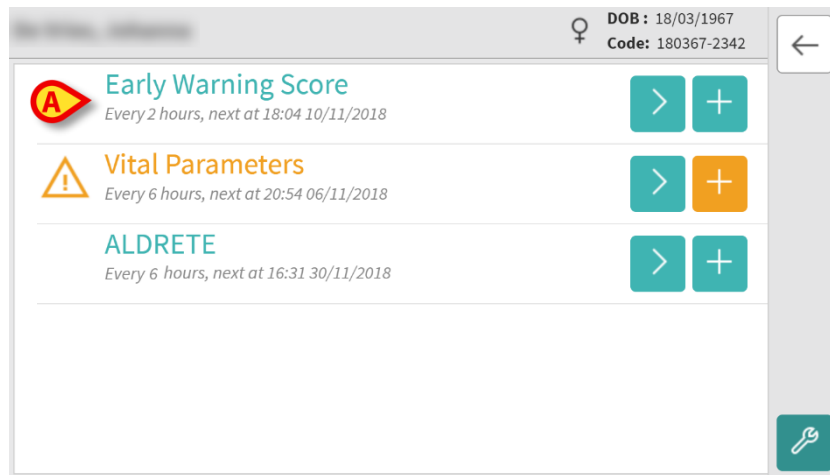 DOB : 18/03/1967
Code: 180367-2342
Early Warning Score
A
Every 2 hours, next at 18:04 10/11/2018
Vital Parameters
Every 6 hours, next at 20:54 06/11/2018
ALDRETE
Every 6 hours, next at 16:31 30/11/2018